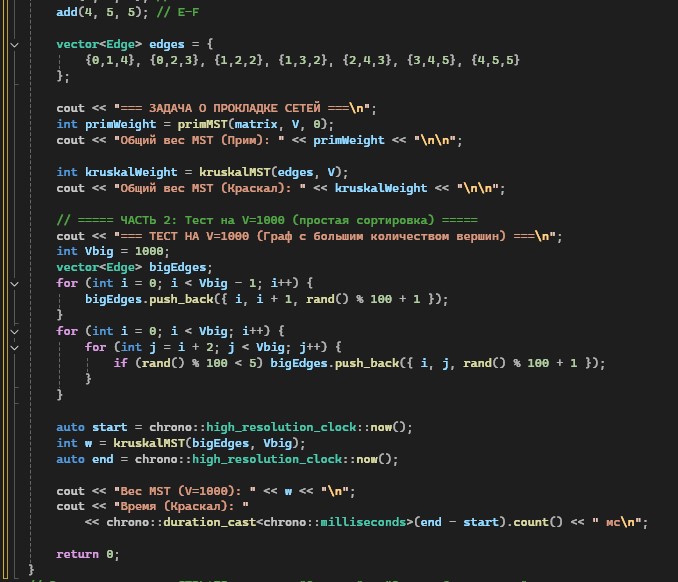 add(4, 5, 5); // E-F
vector<Edge> edges = {
{0,1,4}, {0,2,3}, {1,2,2}, {1,3,2}, {2,4,3}, {3,4,5}, {4,5,5}
};
cout << "=== ЗАДАЧА О ПРОКЛАДКЕ СЕТЕЙ ===\n";
int primWeight = primMST(matrix, V, 0);
cout << "Общий вес MST (Прим): " << primWeight << "\n\n";
int kruskalWeight = kruskalMST(edges, V);
cout << "Общий вес MST (Краскал): " << kruskalWeight << "\n\n";
// ===== ЧАСТЬ 2: Тест на V=1000 (простая сортировка) =====
cout << "=== ТЕСТ НА V=1000 (Граф с большим количеством вершин) ===\n";
int Vbig = 1000;
vector<Edge> bigEdges;
for (int i = 0; i < Vbig - 1; i++) {
bigEdges.push_back({ i, i + 1, rand() % 100 + 1 });
}
for (int i = 0; i < Vbig; i++) {
for (int j = i + 2; j < Vbig; j++) {
if (rand() % 100 < 5) bigEdges.push_back({ i, j, rand() % 100 + 1 });
}
}
auto start = chrono::high_resolution_clock::now();
int w = kruskalMST(bigEdges, Vbig);
auto end = chrono::high_resolution_clock::now();
cout << "Вес MST (V=1000): " << w << "\n";
cout << "Время (Краскал): "
<< chrono::duration_cast<chrono::milliseconds>(end - start).count() << " мс\n";
return 0;
}